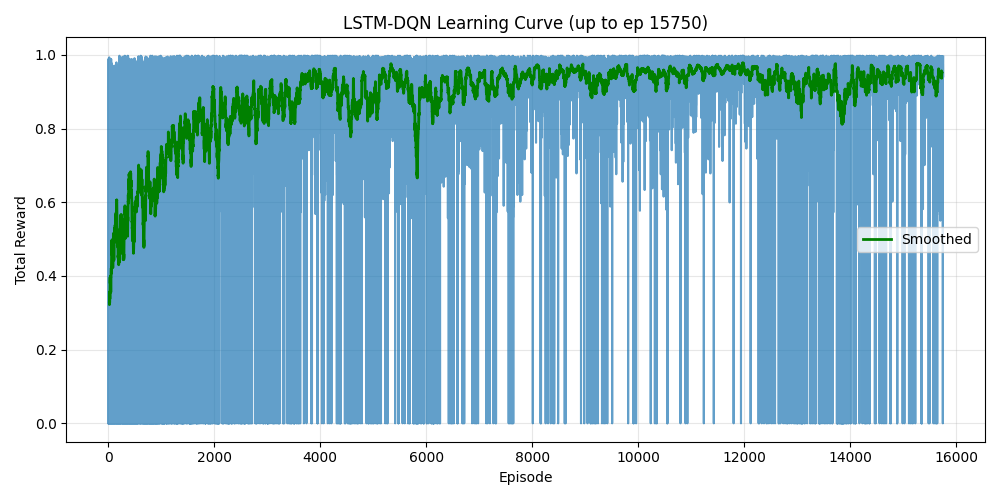 LSTM-DQN Learning Curve (up to ep 15750)
Total Reward
1.0
0.8
0.6
0.4
0.2
0.0
Smoothed
0 2000 4000 6000 8000 10000 12000 14000 16000
Episode